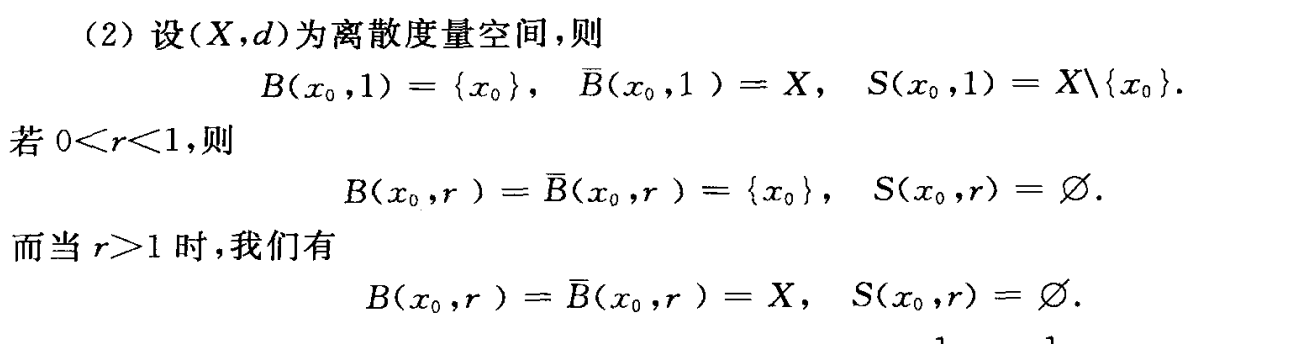 (2) 设(X,d)为离散度量空间,则
B(x₀,1) = {x₀}, B̅(x₀,1) = X, S(x₀,1) = X\{x₀}.
若 0<r<1,则
B(x₀,r) = B̅(x₀,r) = {x₀}, S(x₀,r) = ∅.
而当 r>1 时,我们有
B(x₀,r) = B̅(x₀,r) = X, S(x₀,r) = ∅.